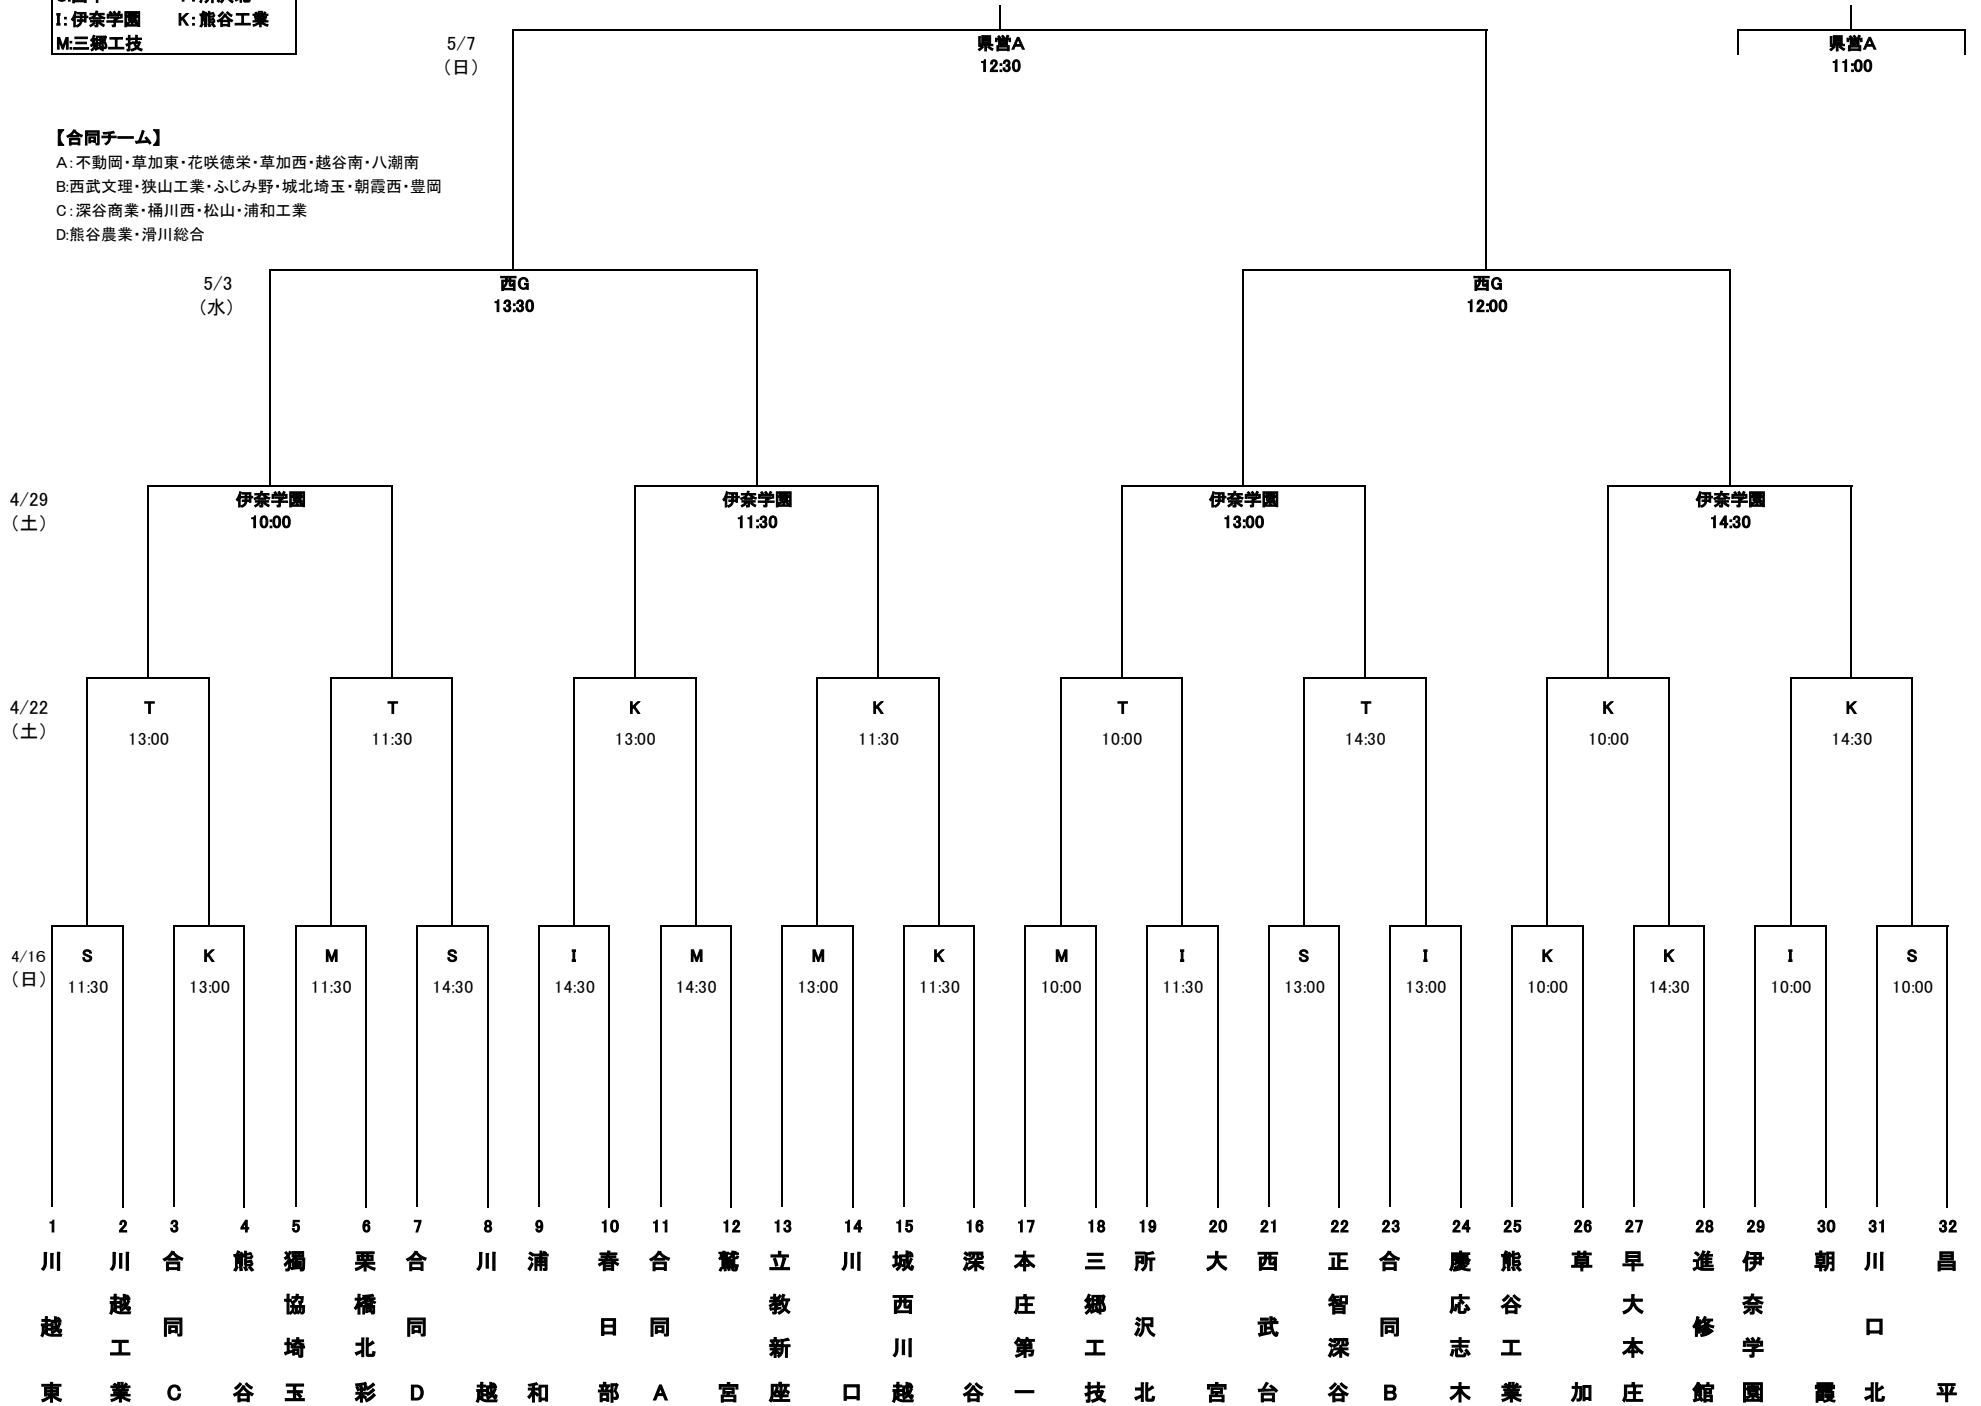 I：伊奈学園 K：熊谷工業
M:三郷工技
5/7
（日）
県営A
12:30
県営A
11:00
【合同チーム】
A：不動岡・草加東・花咲徳栄・草加西・越谷南・八潮南
B:西武文理・狭山工業・ふじみ野・城北埼玉・朝霞西・豊岡
C：深谷商業・桶川西・松山・浦和工業
D:熊谷農業・滑川総合
5/3
（水）
西G
13:30
西G
12:00
4/29
（土）
伊奈学園
10:00
伊奈学園
11:30
伊奈学園
13:00
伊奈学園
14:30
4/22
（土）
T
13:00
T
11:30
K
13:00
K
11:30
T
10:00
T
14:30
K
10:00
K
14:30
4/16
（日）
S
11:30
K
13:00
M
11:30
S
14:30
I
14:30
M
14:30
M
13:00
K
11:30
M
10:00
I
11:30
S
13:00
I
13:00
K
10:00
K
14:30
I
10:00
S
10:00
1
川越東
2
川越工業
3
合同C
4
熊谷
5
獨協埼玉
6
栗橋北彩
7
合同D
8
川越
9
浦和
10
春日部
11
合同A
12
鷲宮
13
立教新座
14
川口
15
城西川越
16
深谷
17
本庄第一
18
三郷工技
19
所沢北
20
大宮
21
西武台
22
正智深谷
23
合同B
24
慶応志木
25
熊谷工業
26
草加
27
早大本庄
28
進修館
29
伊奈学園
30
朝霞
31
川口北
32
昌平